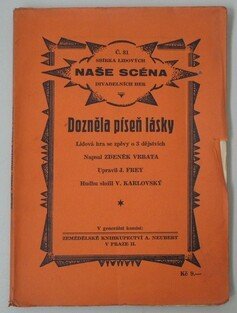 Č. 81.
SBÍRKA LIDOVÝCH
NAŠE SCÉNA
DIVADELNÍCH HER
Dozněla píseň lásky
Lidová hra se zpěvy o 3 dějstvích
Napsal ZDENĚK VEBATA
Upravil J. FREY
Hudbu složil V. KARLOVSKÝ
V generální komisi:
ZEMĚDĚLSKÉ KNIHKUPECTVÍ A. NEUBERT
V PRAZE II.
Kč 9.—